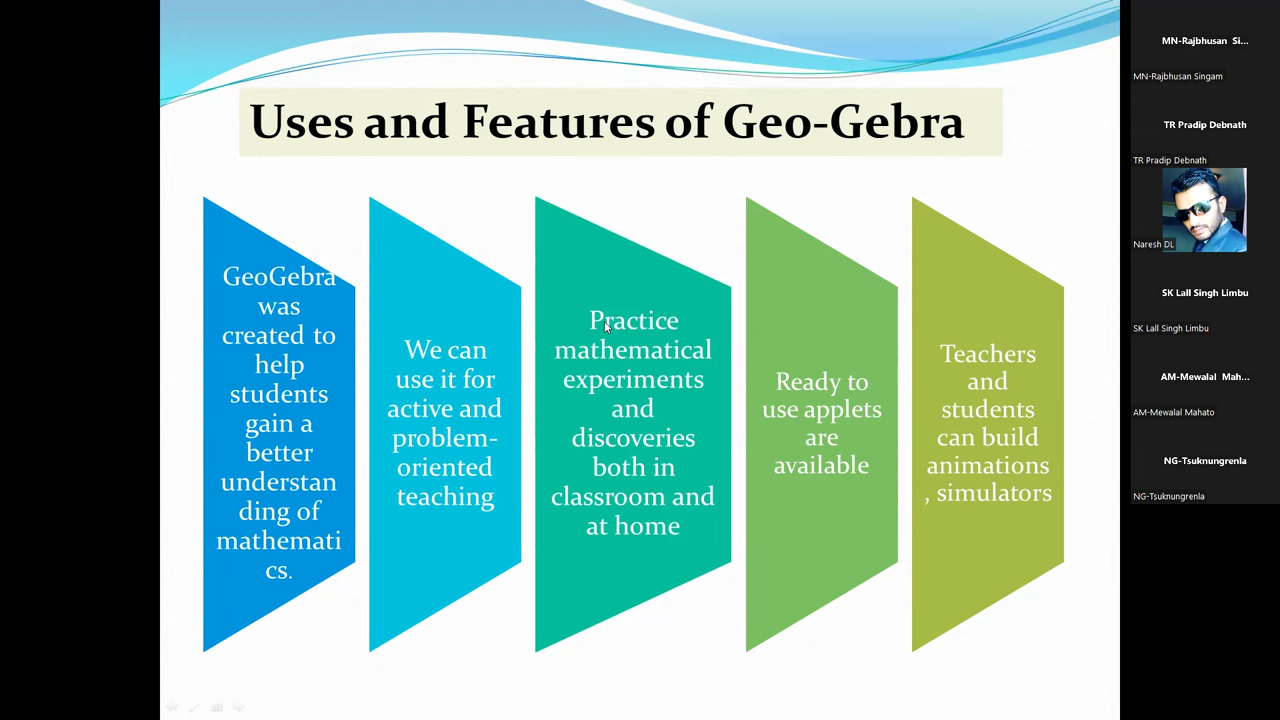 Uses and Features of Geo-Gebra
GeoGebra
was
created to
help
students
gain a
better
understan
ding of
mathemati
cs.
We can
use it for
active and
problem-
oriented
teaching
Practice
mathematical
experiments
and
discoveries
both in
classroom and
at home
Ready to
use applets
are
available
Teachers
and
students
can build
animations
, simulators
MN-Rajbhusan Si...
MN-Rajbhusan Singam
TR Pradip Debnath
TR Pradip Debnath
Naresh DL
SK Lall Singh Limbu
SK Lall Singh Limbu
AM-Mewalal Mah...
AM-Mewalal Mahato
NG-Tsuknungrenla
NG-Tsuknungrenla